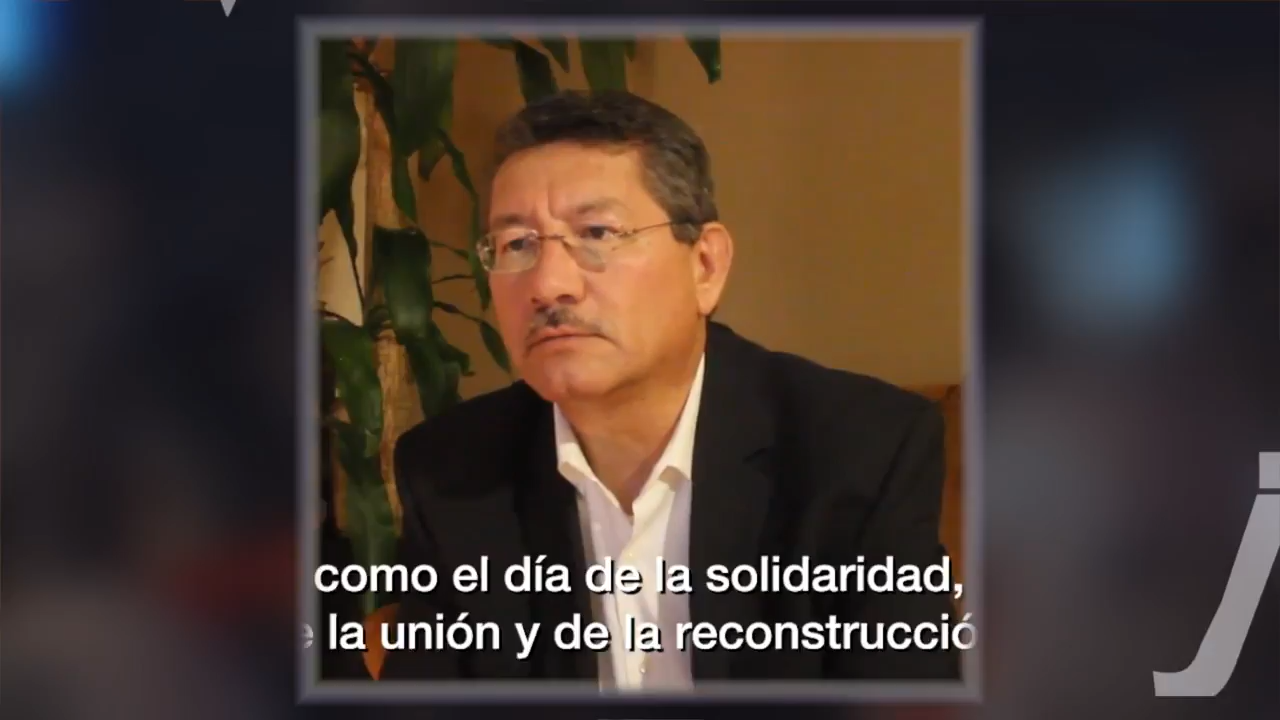 como el día de la solidaridad,
la unión y de la reconstrucció
j